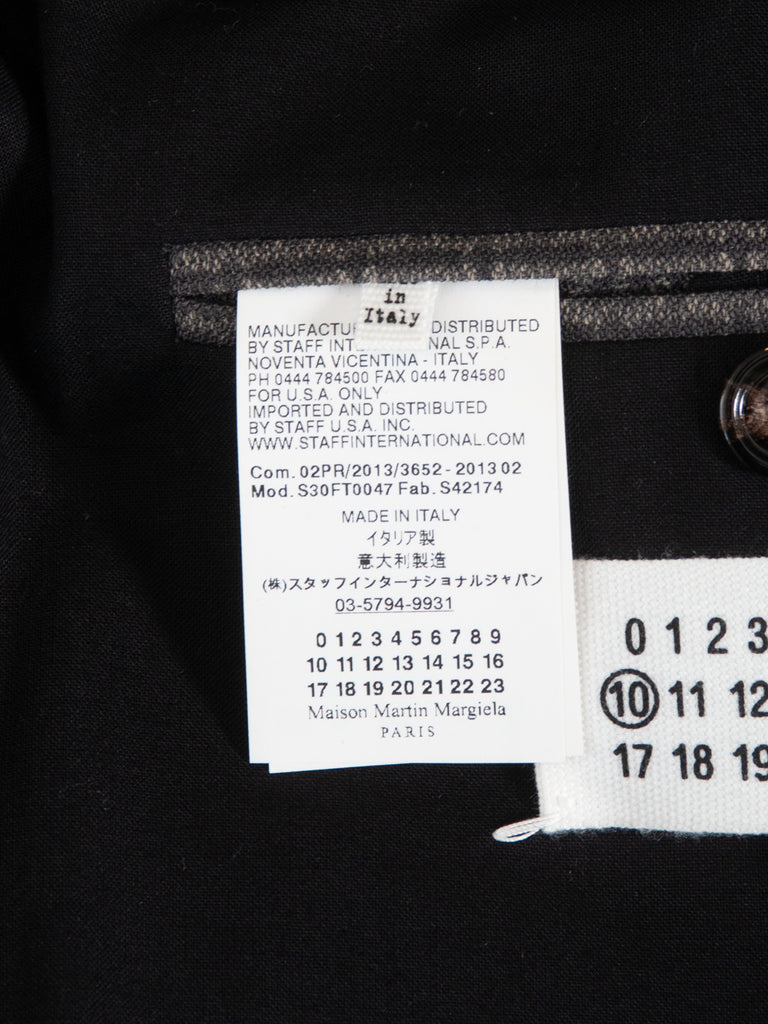 in
Italy
MANUFACTU DISTRIBUTED
BY STAFF INTE NAL S.P.A.
NOVENTA VICENTINA - ITALY
PH 0444 784500 FAX 0444 784580
FOR U.S.A. ONLY
IMPORTED AND DISTRIBUTED
BY STAFF U.S.A. INC.
WWW.STAFFINTERNATIONAL.COM
Com. 02PR/2013/3652 - 2013 02
Mod. S30FT0047 Fab. S42174
MADE IN ITALY
イタリア製
意大利製造
(株)スタッフインターナショナルジャパン
03-5794-9931
0 1 2 3 4 5 6 7 8 9
10 11 12 13 14 15 16
17 18 19 20 21 22 23
Maison Martin Margiela
PARIS
0 1 2 3
10 11 12
17 18 19